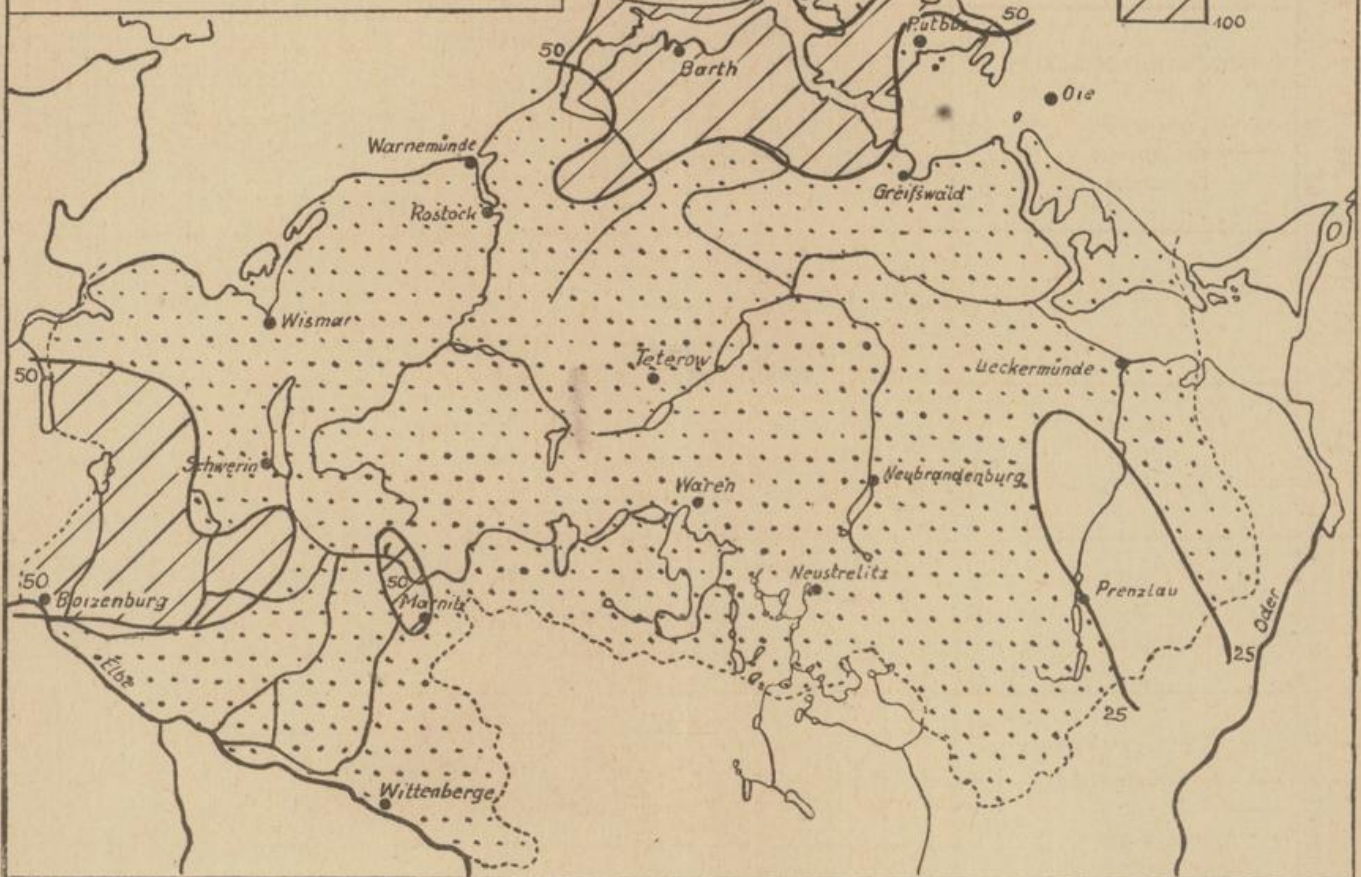 50
100
Putbus
50
Barth
Oie
Warnemünde
Greifswald
Rostock
Wismar
Teterow
Ueckermünde
50
Schwerin
Waren
Neubrandenburg
50
50
Neustrelitz
Boizenburg
Marnitz
Prenzlau
Oder
25
Elbe
25
Wittenberge